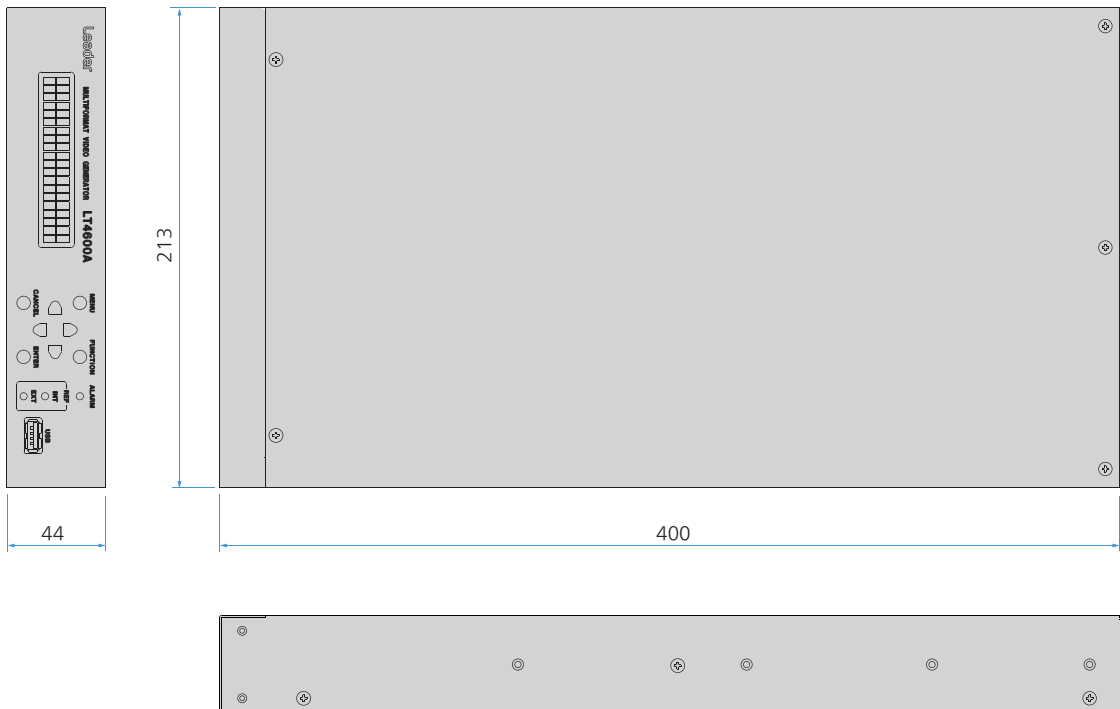 Leader
MULTIFORMAT VIDEO GENERATOR LT4600A
CANCEL
MENU
ENTER
FUNCTION
EXT
INT
REF
ALARM
USB
213
44
400